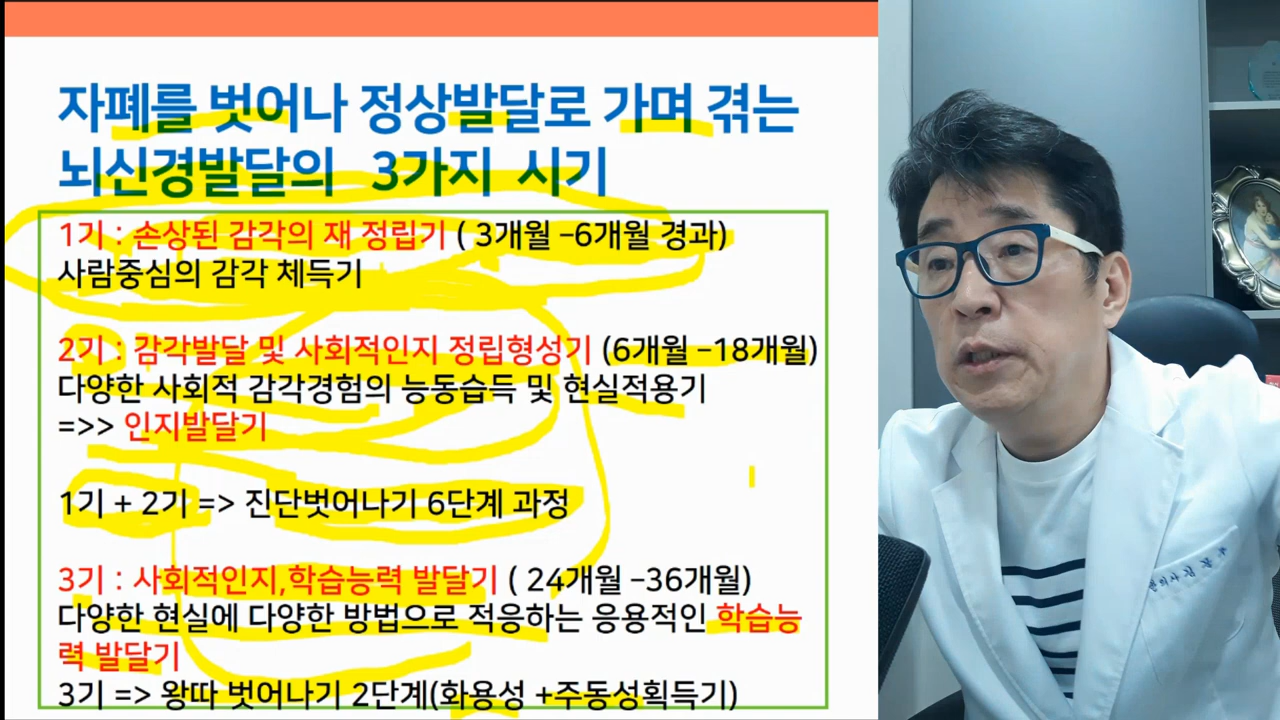 자폐를 벗어나 정상발달로 가며 겪는
뇌신경발달의 3가지 시기
1기 : 손상된 감각의 재 정립기 ( 3개월 –6개월 경과)
사람중심의 감각 체득기
2기 : 감각발달 및 사회적인지 정립형성기 (6개월 –18개월)
다양한 사회적 감각경험의 능동습득 및 현실적용기
=>> 인지발달기
1기 + 2기 => 진단벗어나기 6단계 과정
3기 : 사회적인지,학습능력 발달기 ( 24개월 –36개월)
다양한 현실에 다양한 방법으로 적응하는 응용적인 학습능
력 발달기
3기 => 왕따 벗어나기 2단계(화용성 +주동성획득기)